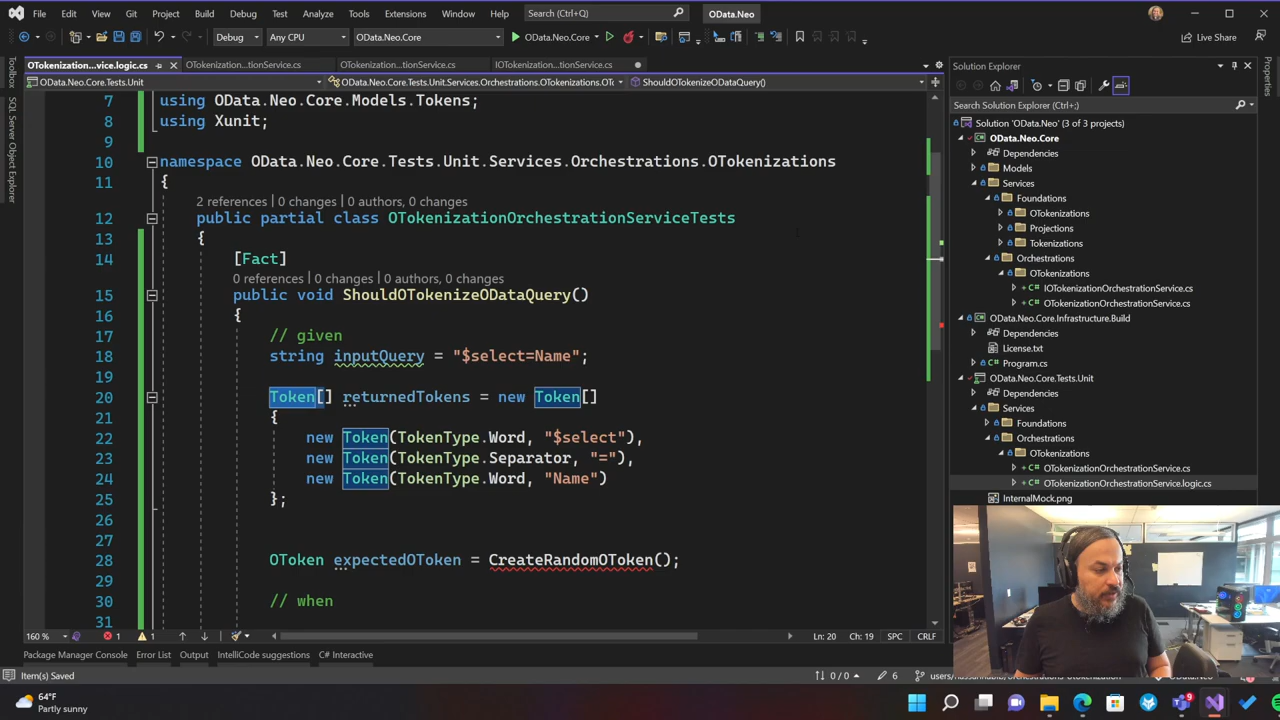 File Edit View Git Project Build Debug Test Analyze Tools Extensions Window Help Search (Ctrl+Q) OData.Neo
Debug Any CPU OData.Neo.Core OData.Neo.Core Live Share
OTokenization...vice.logic.cs OTokenizationOrc...tionService.cs OTokenizationOrc...tionService.cs IOTokenizationOrc...tionService.cs
OData.Neo.Core.Tests.Unit OData.Neo.Core.Tests.Unit.Services.Orchestrations.OTokenizations.OTo ShouldOTokenizeODataQuery()
7 using OData.Neo.Core.Models.Tokens;
8 using Xunit;
9
10 namespace OData.Neo.Core.Tests.Unit.Services.Orchestrations.OTokenizations
11 {
2 references | 0 changes | 0 authors, 0 changes
12 public partial class OTokenizationOrchestrationServiceTests
13 {
14 [Fact]
0 references | 0 changes | 0 authors, 0 changes
15 public void ShouldOTokenizeODataQuery()
16 {
17 // given
18 string inputQuery = "$select=Name";
19
20 Token[] returnedTokens = new Token[]
21 {
22 new Token(TokenType.Word, "$select"),
23 new Token(TokenType.Separator, "="),
24 new Token(TokenType.Word, "Name")
25 };
26
27
28 OToken expectedOToken = CreateRandomOToken();
29
30 // when
31
160 % 1 1 Ln: 20 Ch: 19 SPC CRLF
Package Manager Console Error List Output IntelliCode suggestions C# Interactive
Item(s) Saved 0 / 0 6
64°F
Partly sunny
Toolbox
SQL Server Object Explorer
Properties
Solution Explorer
Search Solution Explorer (Ctrl+;)
Solution 'OData.Neo' (3 of 3 projects)
OData.Neo.Core
Dependencies
Models
Services
Foundations
OTokenizations
Projections
Tokenizations
Orchestrations
OTokenizations
IOTokenizationOrchestrationService.cs
OTokenizationOrchestrationService.cs
OData.Neo.Core.Infrastructure.Build
Dependencies
License.txt
Program.cs
OData.Neo.Core.Tests.Unit
Dependencies
Services
Foundations
Orchestrations
OTokenizations
OTokenizationOrchestrationService.cs
OTokenizationOrchestrationService.logic.cs
InternalMock.png